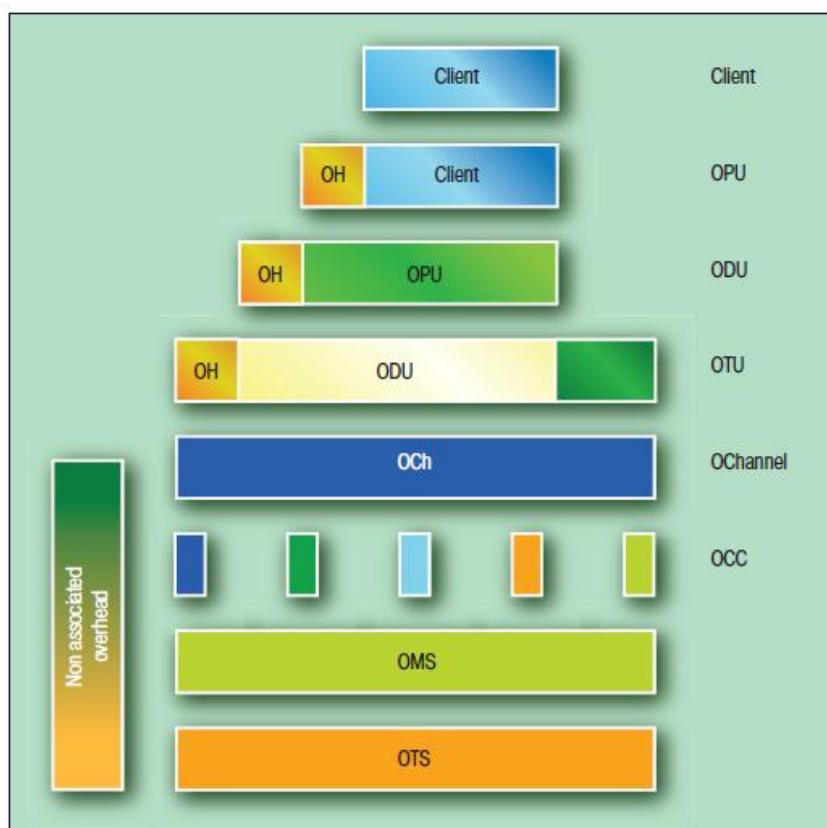 Client Client
OH Client OPU
OH OPU ODU
OH ODU OTU
OCh OChannel
OCC
OMS
OTS
Non associated
overhead